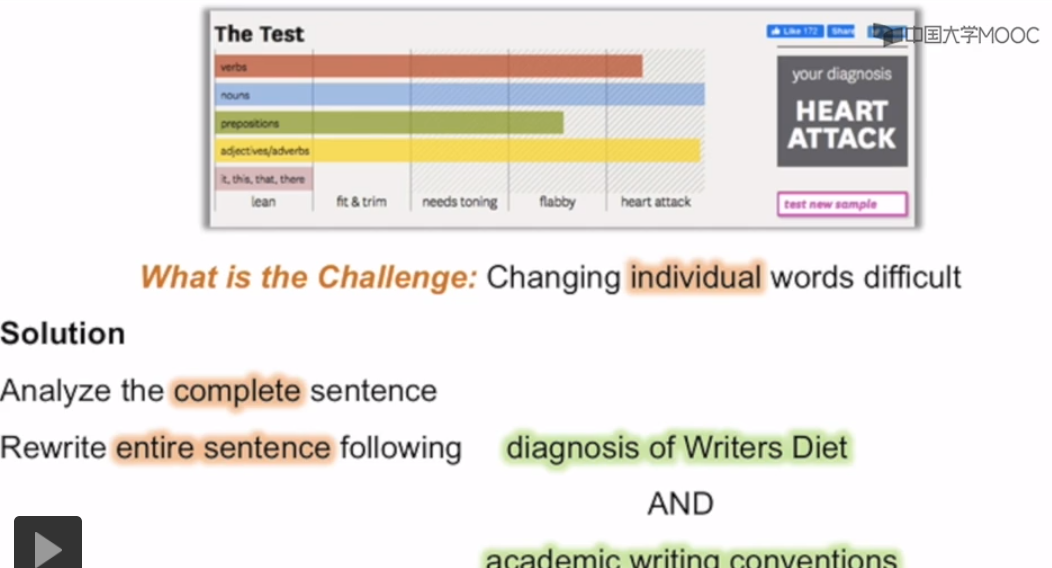 The Test
Like 172 Share
中国大学MOOC
verbs
nouns
prepositions
adjectives/adverbs
it, this, that, there
lean fit & trim needs toning flabby heart attack
your diagnosis
HEART
ATTACK
test new sample
What is the Challenge: Changing individual words difficult
Solution
Analyze the complete sentence
Rewrite entire sentence following diagnosis of Writers Diet
AND
academic writing conventions